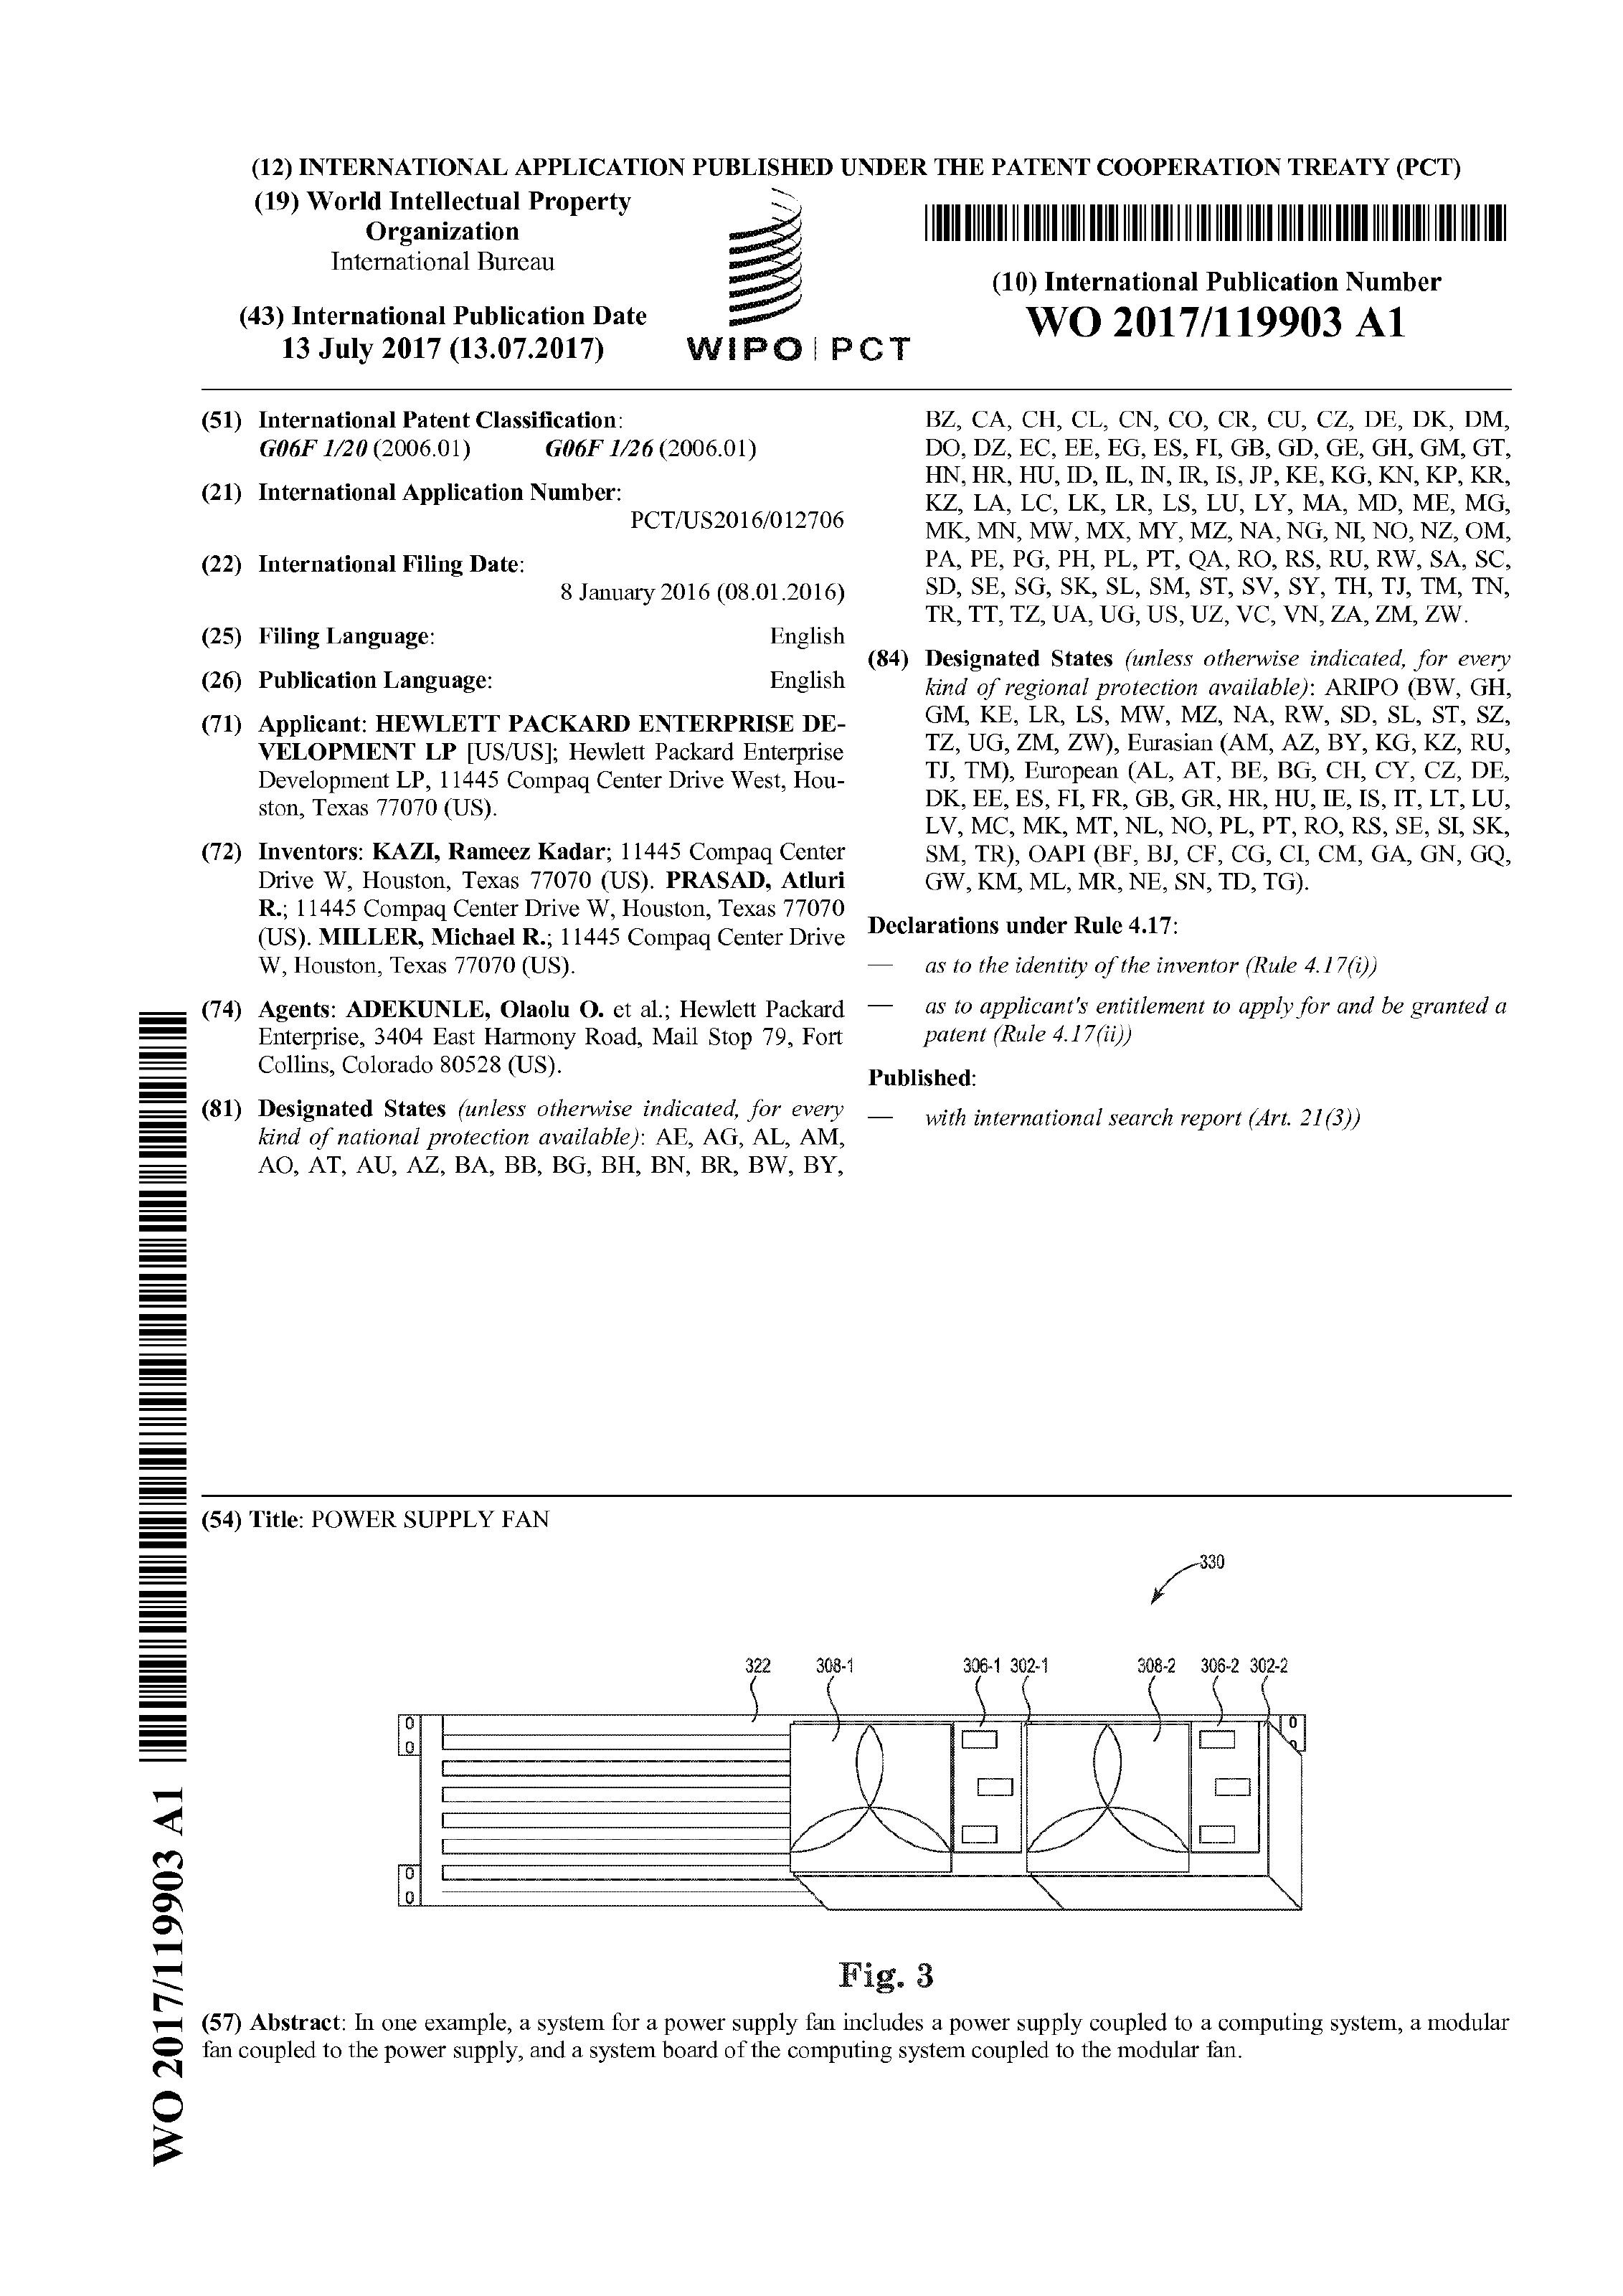 (12) INTERNATIONAL APPLICATION PUBLISHED UNDER THE PATENT COOPERATION TREATY (PCT)
(19) World Intellectual Property
Organization
International Bureau
(43) International Publication Date
13 July 2017 (13.07.2017)
WIPO | PCT
(10) International Publication Number
WO 2017/119903 A1
(51) International Patent Classification:
G06F 1/20 (2006.01) G06F 1/26 (2006.01)
(21) International Application Number:
PCT/US2016/012706
(22) International Filing Date:
8 January 2016 (08.01.2016)
(25) Filing Language: English
(26) Publication Language: English
(71) Applicant: HEWLETT PACKARD ENTERPRISE DE-
VELOPMENT LP [US/US]; Hewlett Packard Enterprise
Development LP, 11445 Compaq Center Drive West, Hou-
ston, Texas 77070 (US).
(72) Inventors: KAZI, Rameez Kadar; 11445 Compaq Center
Drive W, Houston, Texas 77070 (US). PRASAD, Atluri
R.; 11445 Compaq Center Drive W, Houston, Texas 77070
(US). MILLER, Michael R.; 11445 Compaq Center Drive
W, Houston, Texas 77070 (US).
(74) Agents: ADEKUNLE, Olaolu O. et al.; Hewlett Packard
Enterprise, 3404 East Harmony Road, Mail Stop 79, Fort
Collins, Colorado 80528 (US).
(81) Designated States (unless otherwise indicated, for every
kind of national protection available): AE, AG, AL, AM,
AO, AT, AU, AZ, BA, BB, BG, BH, BN, BR, BW, BY,
BZ, CA, CH, CL, CN, CO, CR, CU, CZ, DE, DK, DM,
DO, DZ, EC, EE, EG, ES, FI, GB, GD, GE, GH, GM, GT,
HN, HR, HU, ID, IL, IN, IR, IS, JP, KE, KG, KN, KP, KR,
KZ, LA, LC, LK, LR, LS, LU, LY, MA, MD, ME, MG,
MK, MN, MW, MX, MY, MZ, NA, NG, NI, NO, NZ, OM,
PA, PE, PG, PH, PL, PT, QA, RO, RS, RU, RW, SA, SC,
SD, SE, SG, SK, SL, SM, ST, SV, SY, TH, TJ, TM, TN,
TR, TT, TZ, UA, UG, US, UZ, VC, VN, ZA, ZM, ZW.
(84) Designated States (unless otherwise indicated, for every
kind of regional protection available): ARIPO (BW, GH,
GM, KE, LR, LS, MW, MZ, NA, RW, SD, SL, ST, SZ,
TZ, UG, ZM, ZW), Eurasian (AM, AZ, BY, KG, KZ, RU,
TJ, TM), European (AL, AT, BE, BG, CH, CY, CZ, DE,
DK, EE, ES, FI, FR, GB, GR, HR, HU, IE, IS, IT, LT, LU,
LV, MC, MK, MT, NL, NO, PL, PT, RO, RS, SE, SI, SK,
SM, TR), OAPI (BF, BJ, CF, CG, CI, CM, GA, GN, GQ,
GW, KM, ML, MR, NE, SN, TD, TG).
Declarations under Rule 4.17:
— as to the identity of the inventor (Rule 4.17(i))
— as to applicant's entitlement to apply for and be granted a
patent (Rule 4.17(ii))
Published:
— with international search report (Art. 21(3))
(54) Title: POWER SUPPLY FAN
330
322 308-1 306-1 302-1 308-2 306-2 302-2
Fig. 3
(57) Abstract: In one example, a system for a power supply fan includes a power supply coupled to a computing system, a modular
fan coupled to the power supply, and a system board of the computing system coupled to the modular fan.
WO 2017/119903 A1